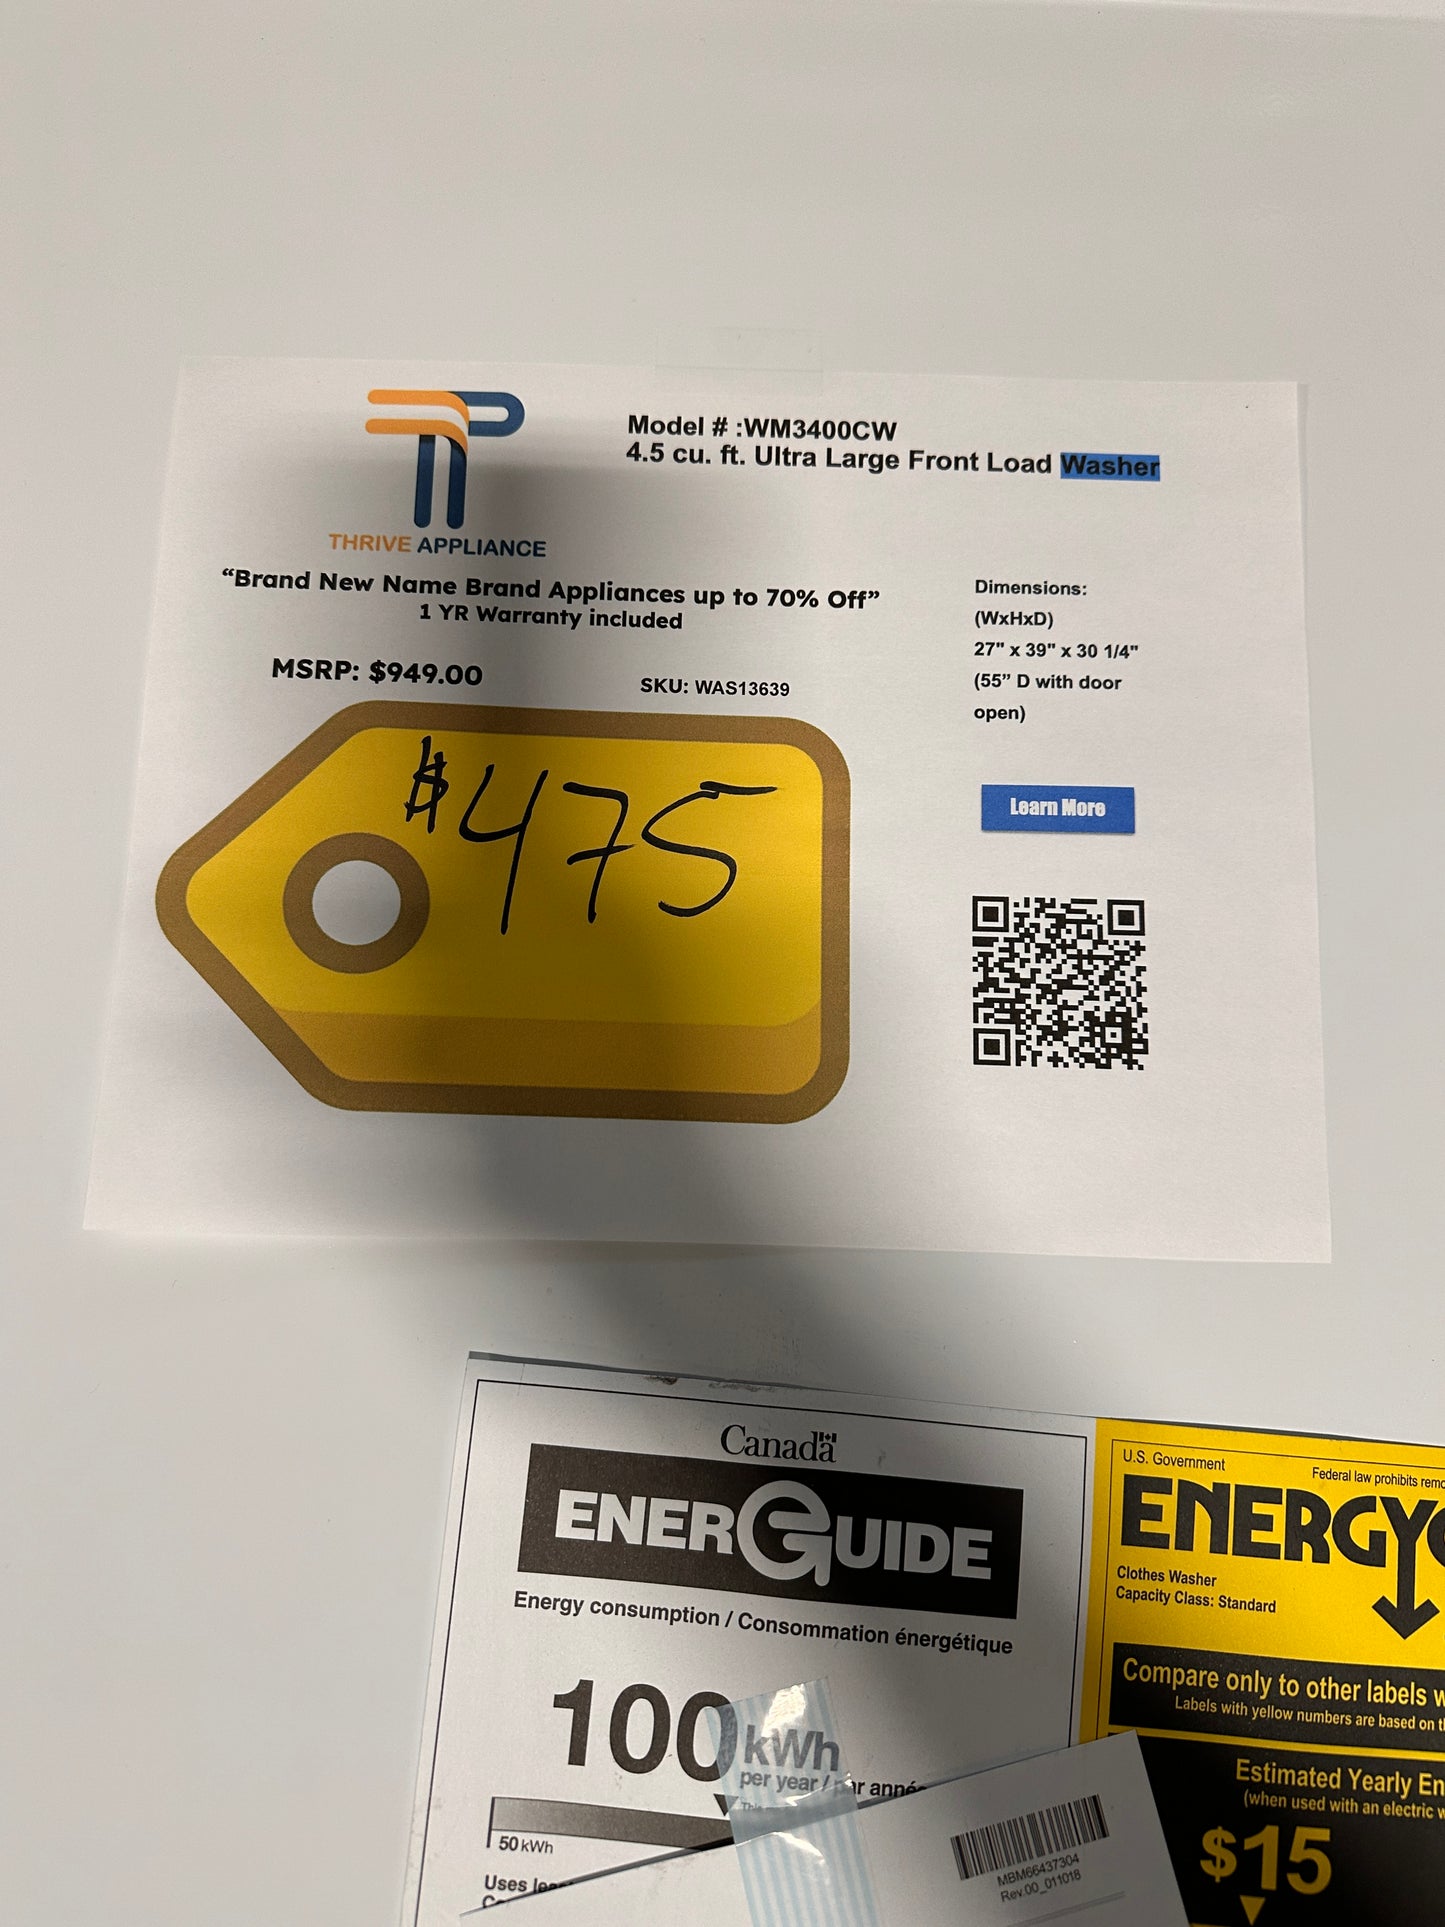 THRIVE APPLIANCE
Model # :WM3400CW
4.5 cu. ft. Ultra Large Front Load Washer
“Brand New Name Brand Appliances up to 70% Off”
1 YR Warranty included
MSRP: $949.00
SKU: WAS13639
$475
Dimensions:
(WxHxD)
27" x 39" x 30 1/4"
(55” D with door
open)
Learn More
Canada
ENERGUIDE
Energy consumption / Consommation énergétique
100 kWh
per year / par année
This
50 kWh
Uses
MBM66437304
Rev.00_011018
U.S. Government
Federal law prohibits
ENERGY
Clothes Washer
Capacity Class: Standard
Compare only to other labels
Labels with yellow numbers are based on
Estimated Yearly
(when used with an electric
$15